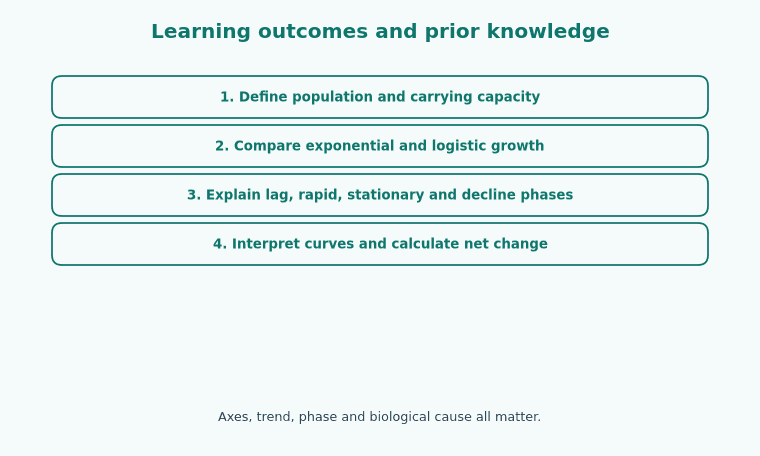 Learning outcomes and prior knowledge
1. Define population and carrying capacity
2. Compare exponential and logistic growth
3. Explain lag, rapid, stationary and decline phases
4. Interpret curves and calculate net change
Axes, trend, phase and biological cause all matter.